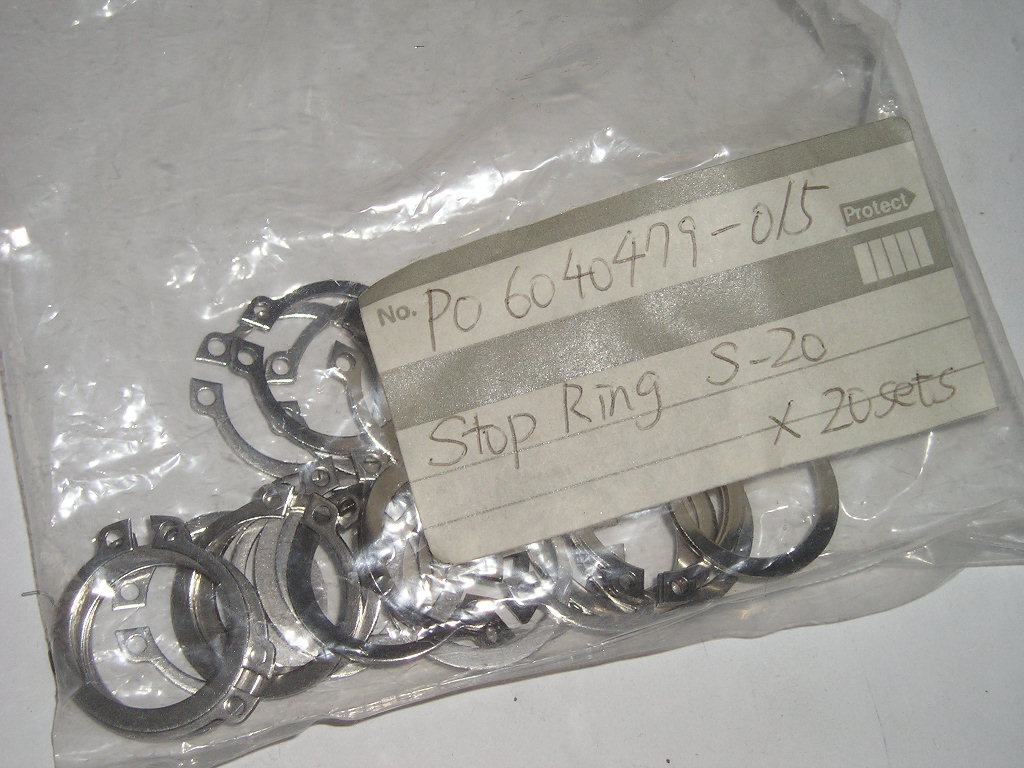 Protect
No. PO 6040479-015
Stop Ring S-20
x 20sets